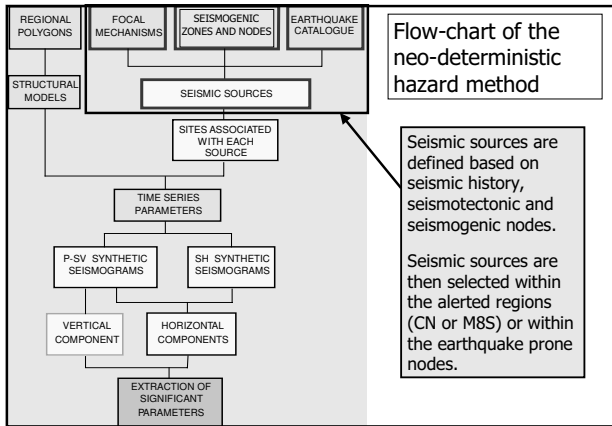 REGIONAL
POLYGONS
FOCAL
MECHANISMS
SEISMOGENIC
ZONES AND NODES
EARTHQUAKE
CATALOGUE
Flow-chart of the
neo-deterministic
hazard method
STRUCTURAL
MODELS
SEISMIC SOURCES
SITES ASSOCIATED
WITH EACH
SOURCE
Seismic sources are
defined based on
seismic history,
seismotectonic and
seismogenic nodes.
Seismic sources are
then selected within
the alerted regions
(CN or M8S) or within
the earthquake prone
nodes.
TIME SERIES
PARAMETERS
P-SV SYNTHETIC
SEISMOGRAMS
SH SYNTHETIC
SEISMOGRAMS
VERTICAL
COMPONENT
HORIZONTAL
COMPONENTS
EXTRACTION OF
SIGNIFICANT
PARAMETERS